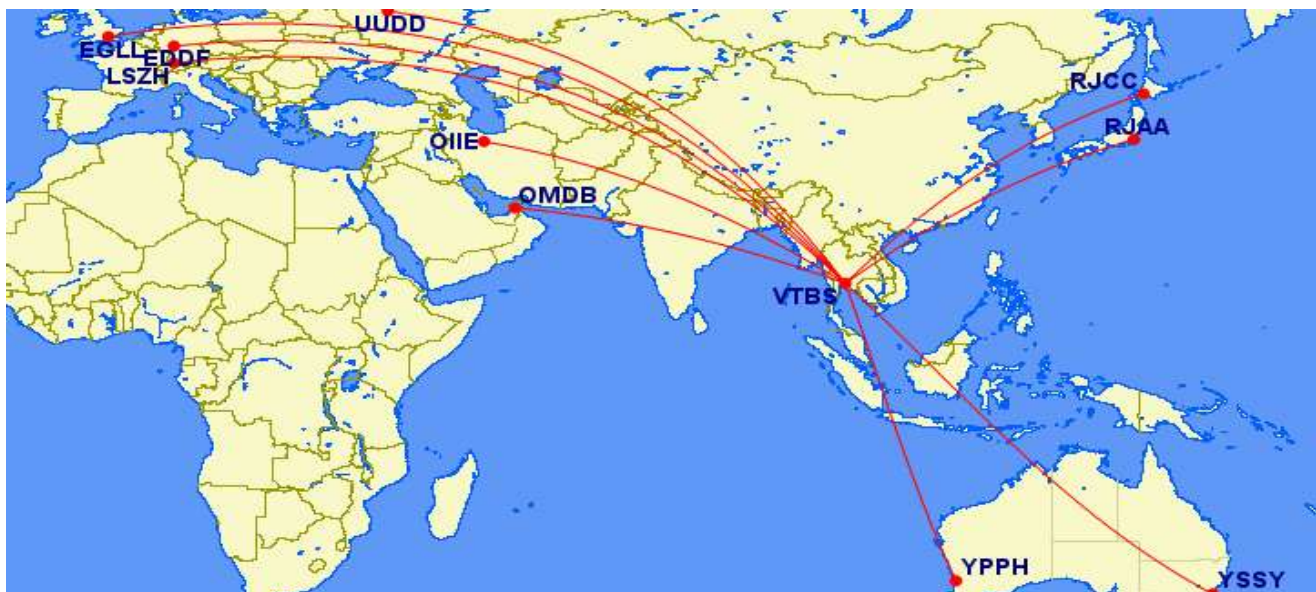 UUDD
EGLL
EDDF
LSZH
RJCC
RJAA
OIIE
OMDB
VTBS
YPPH
YSSY